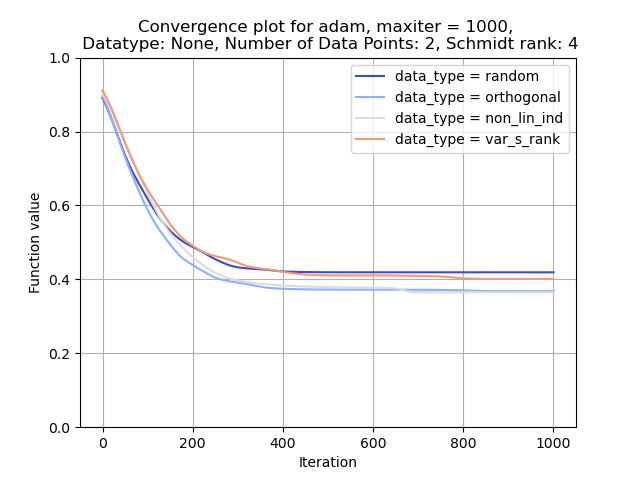 Convergence plot for adam, maxiter = 1000,
Datatype: None, Number of Data Points: 2, Schmidt rank: 4
1.0
data_type = random
data_type = orthogonal
data_type = non_lin_ind
data_type = var_s_rank
0.8
0.6
Function value
0.4
0.2
0.0
0 200 400 600 800 1000
Iteration